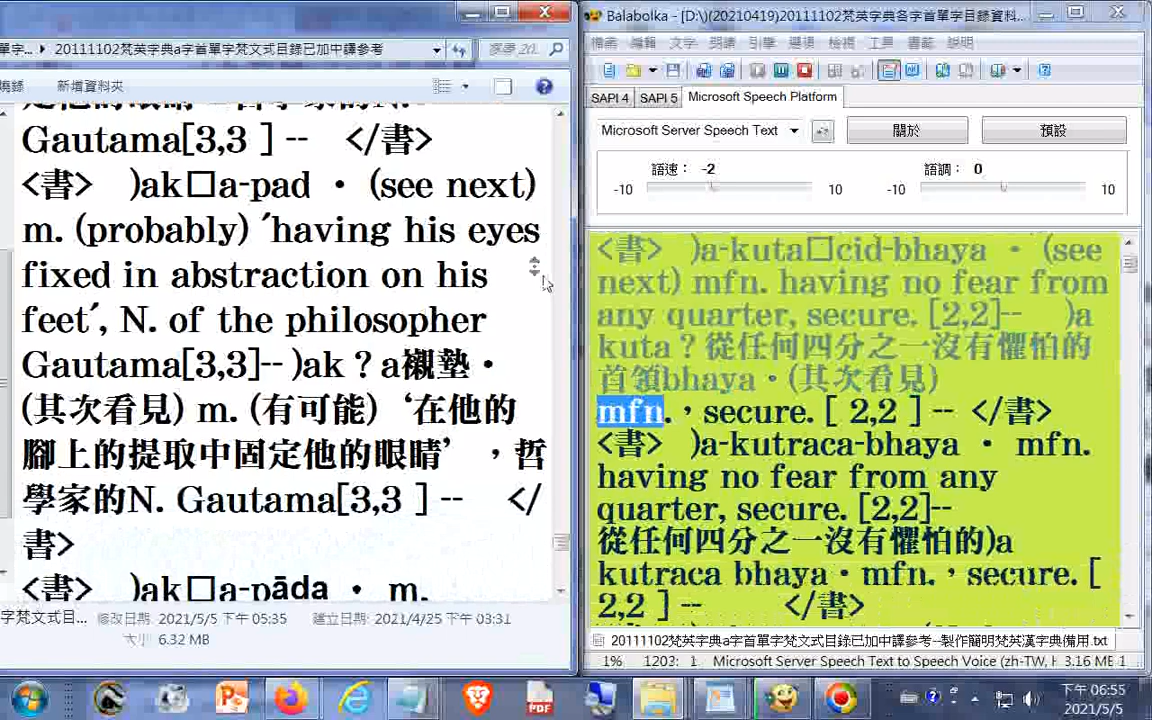 單字... ▸ 20111102梵英字典a字首單字梵文式目錄已加中譯參考
搜尋 20...
燒錄 新增資料夾
Gautama[3,3 ] -- </書>
<書> )ak□a-pad • (see next)
m. (probably) ′having his eyes
fixed in abstraction on his
feet′, N. of the philosopher
Gautama[3,3]-- )ak ? a襯墊•
(其次看見) m. (有可能) ‘在他的
腳上的提取中固定他的眼睛’ ，哲
學家的N. Gautama[3,3 ] -- </
書>
<書> )ak□a-pāda • m.
字梵文式目... 修改日期: 2021/5/5 下午 05:35 建立日期: 2021/4/25 下午 03:31
大小: 6.32 MB
Balabolka - [D:\)(20210419)20111102梵英字典各字首單字目錄資料...
檔案 編輯 文字 朗讀 引擎 選項 檢視 工具 書籤 說明
SAPI 4 SAPI 5 Microsoft Speech Platform
Microsoft Server Speech Text 關於 預設
語速: -2 語調: 0
-10 10 -10 10
<書> )a-kuta□cid-bhaya • (see
next) mfn. having no fear from
any quarter, secure. [2,2]-- )a
kuta ? 從任何四分之一沒有懼怕的
首領bhaya • (其次看見)
mfn. ，secure. [ 2,2 ] -- </書>
<書> )a-kutraca-bhaya • mfn.
having no fear from any
quarter, secure. [2,2]--
從任何四分之一沒有懼怕的)a
kutraca bhaya • mfn. ，secure. [
2,2 ] -- </書>
20111102梵英字典a字首單字梵文式目錄已加中譯參考--製作簡明梵英漢字典備用.txt
1% 1203: 1 Microsoft Server Speech Text to Speech Voice (zh-TW, H 3.16 ME 1
PDF
下午 06:55
2021/5/5